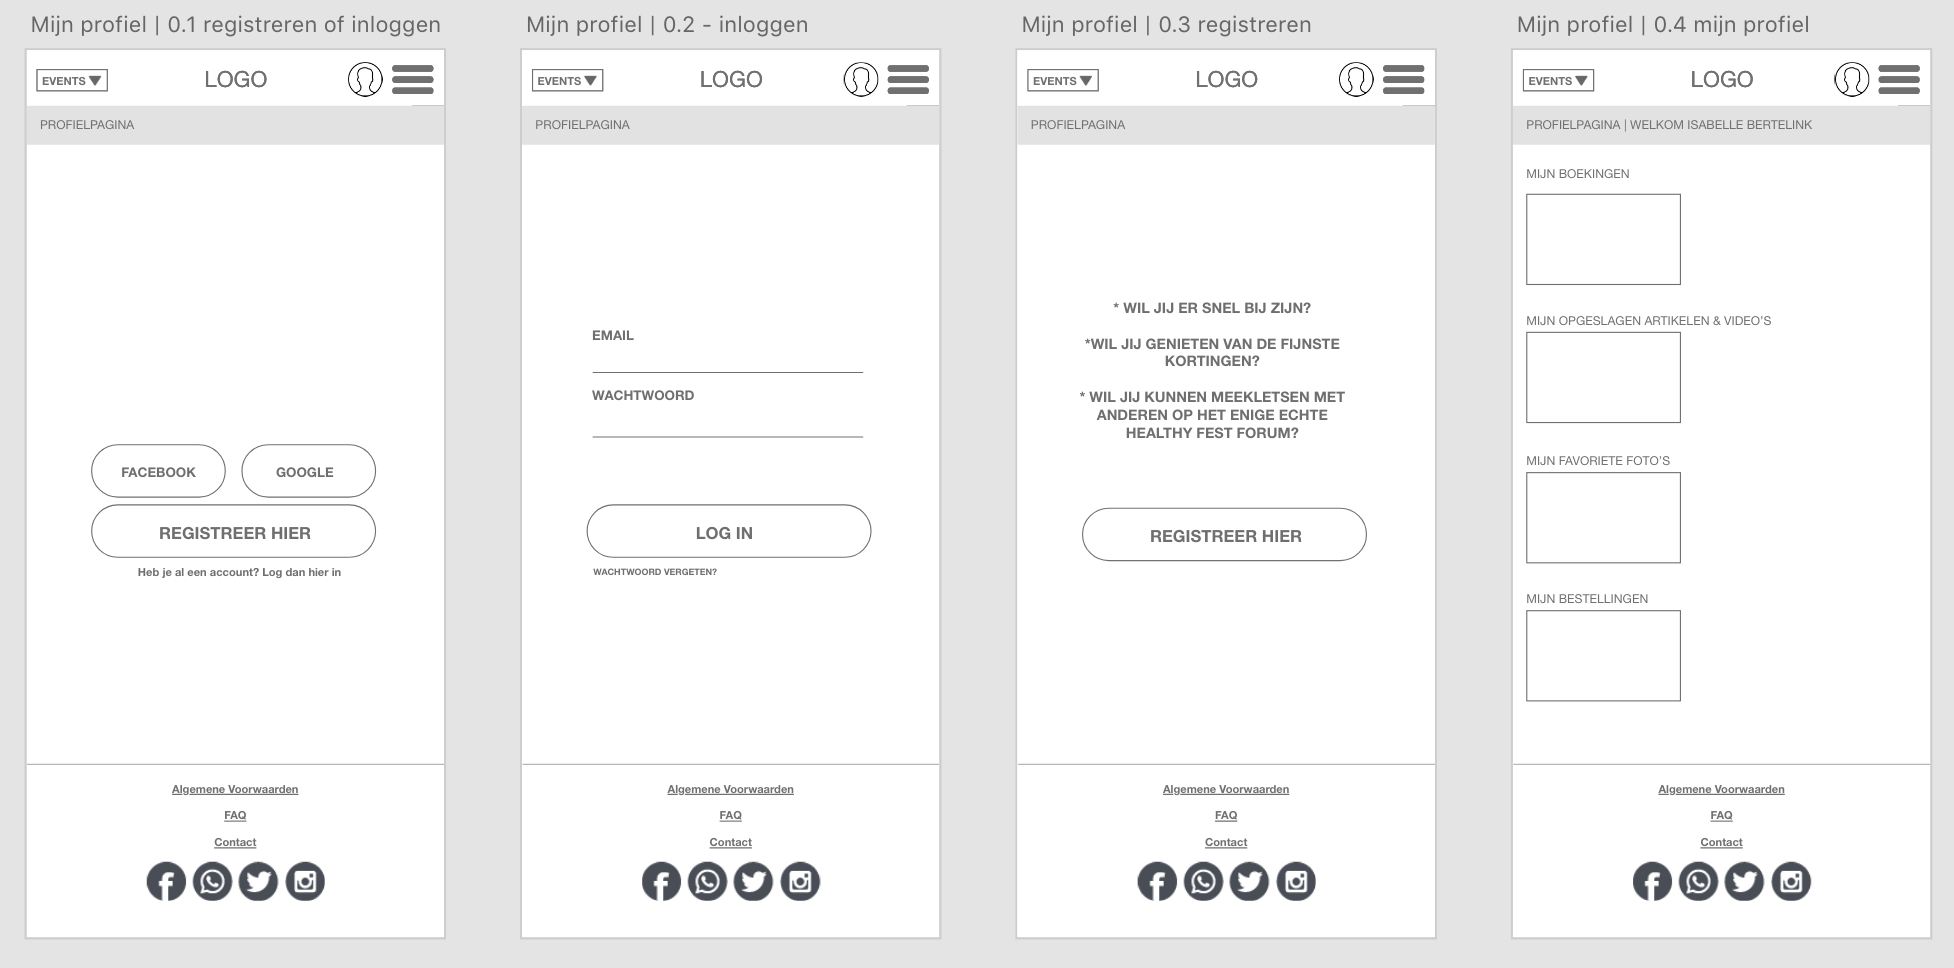 Mijn profiel | 0.1 registreren of inloggen
EVENTS
LOGO
PROFIELPAGINA
FACEBOOK
GOOGLE
REGISTREER HIER
Heb je al een account? Log dan hier in
Algemene Voorwaarden
FAQ
Contact
Mijn profiel | 0.2 - inloggen
EVENTS
LOGO
PROFIELPAGINA
EMAIL
WACHTWOORD
LOG IN
WACHTWOORD VERGETEN?
Algemene Voorwaarden
FAQ
Contact
Mijn profiel | 0.3 registreren
EVENTS
LOGO
PROFIELPAGINA
* WIL JIJ ER SNEL BIJ ZIJN?
*WIL JIJ GENIETEN VAN DE FIJNSTE
KORTINGEN?
* WIL JIJ KUNNEN MEEKLETSEN MET
ANDEREN OP HET ENIGE ECHTE
HEALTHY FEST FORUM?
REGISTREER HIER
Algemene Voorwaarden
FAQ
Contact
Mijn profiel | 0.4 mijn profiel
EVENTS
LOGO
PROFIELPAGINA | WELKOM ISABELLE BERTELINK
MIJN BOEKINGEN
MIJN OPGESLAGEN ARTIKELEN & VIDEO'S
MIJN FAVORIETE FOTO'S
MIJN BESTELLINGEN
Algemene Voorwaarden
FAQ
Contact